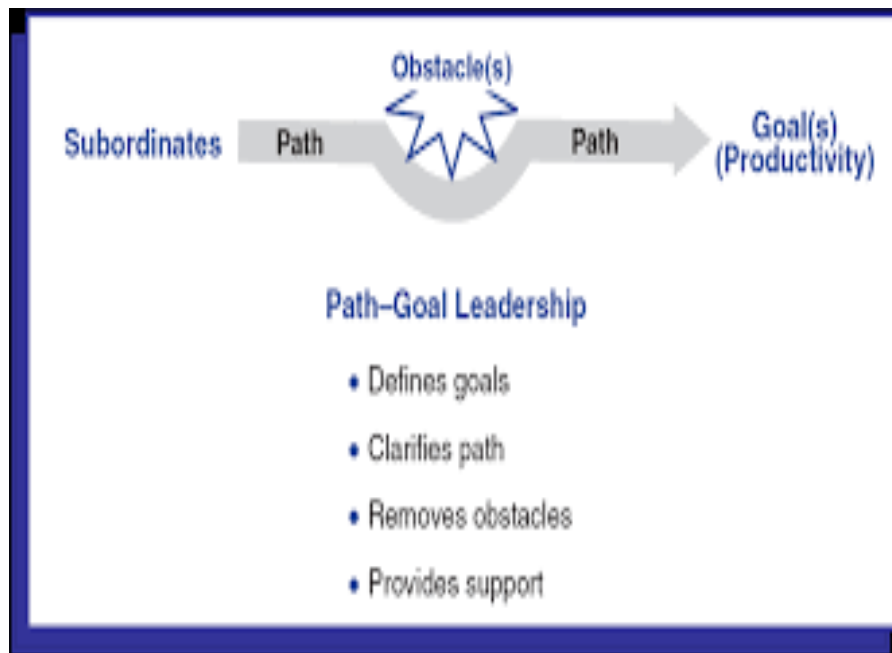 Obstacle(s)
Subordinates
Path
Path
Goal(s)
(Productivity)
Path–Goal Leadership
• Defines goals
• Clarifies path
• Removes obstacles
• Provides support